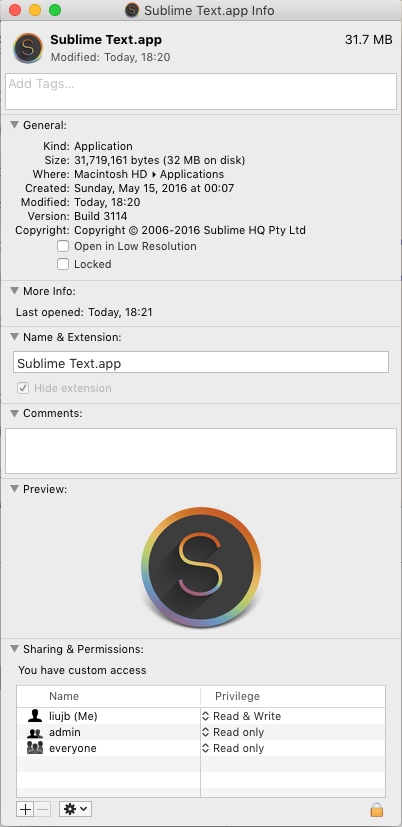 Sublime Text.app Info
Sublime Text.app 31.7 MB
Modified: Today, 18:20
Add Tags...
General:
Kind: Application
Size: 31,719,161 bytes (32 MB on disk)
Where: Macintosh HD ▸ Applications
Created: Sunday, May 15, 2016 at 00:07
Modified: Today, 18:20
Version: Build 3114
Copyright: Copyright © 2006-2016 Sublime HQ Pty Ltd
Open in Low Resolution
Locked
More Info:
Last opened: Today, 18:21
Name & Extension:
Sublime Text.app
Hide extension
Comments:
Preview:
S
Sharing & Permissions:
You have custom access
Name Privilege
liujb (Me) Read & Write
admin Read only
everyone Read only